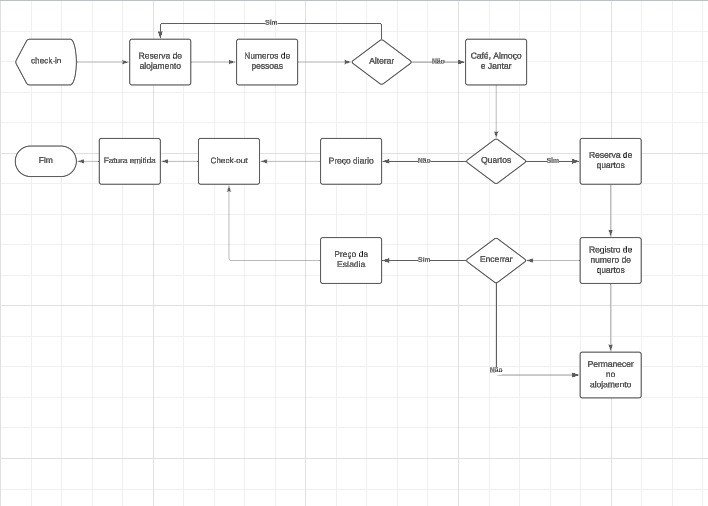 Sim
check-in
Reserva de
alojamento
Numeros de
pessoas
Alterar
Não
Café, Almoço
e Jantar
Fim
Fatura emitida
Check-out
Preço diario
Não
Quartos
Sim
Reserva de
quartos
Preço da
Estadia
Sim
Encerrar
Registro de
numero de
quartos
Não
Permanecer
no
alojamento